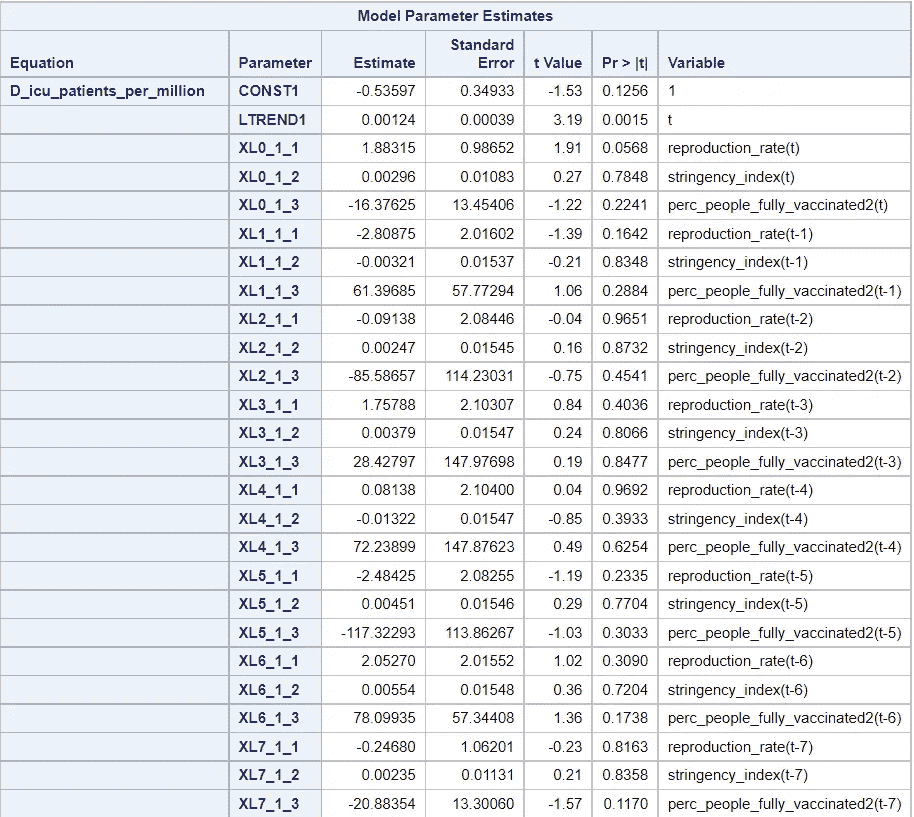 Model Parameter Estimates
Equation Parameter Estimate Standard Error t Value Pr > |t| Variable
D_icu_patients_per_million CONST1 -0.53597 0.34933 -1.53 0.1256 1
LTREND1 0.00124 0.00039 3.19 0.0015 t
XL0_1_1 1.88315 0.98652 1.91 0.0568 reproduction_rate(t)
XL0_1_2 0.00296 0.01083 0.27 0.7848 stringency_index(t)
XL0_1_3 -16.37625 13.45406 -1.22 0.2241 perc_people_fully_vaccinated2(t)
XL1_1_1 -2.80875 2.01602 -1.39 0.1642 reproduction_rate(t-1)
XL1_1_2 -0.00321 0.01537 -0.21 0.8348 stringency_index(t-1)
XL1_1_3 61.39685 57.77294 1.06 0.2884 perc_people_fully_vaccinated2(t-1)
XL2_1_1 -0.09138 2.08446 -0.04 0.9651 reproduction_rate(t-2)
XL2_1_2 0.00247 0.01545 0.16 0.8732 stringency_index(t-2)
XL2_1_3 -85.58657 114.23031 -0.75 0.4541 perc_people_fully_vaccinated2(t-2)
XL3_1_1 1.75788 2.10307 0.84 0.4036 reproduction_rate(t-3)
XL3_1_2 0.00379 0.01547 0.24 0.8066 stringency_index(t-3)
XL3_1_3 28.42797 147.97698 0.19 0.8477 perc_people_fully_vaccinated2(t-3)
XL4_1_1 0.08138 2.10400 0.04 0.9692 reproduction_rate(t-4)
XL4_1_2 -0.01322 0.01547 -0.85 0.3933 stringency_index(t-4)
XL4_1_3 72.23899 147.87623 0.49 0.6254 perc_people_fully_vaccinated2(t-4)
XL5_1_1 -2.48425 2.08255 -1.19 0.2335 reproduction_rate(t-5)
XL5_1_2 0.00451 0.01546 0.29 0.7704 stringency_index(t-5)
XL5_1_3 -117.32293 113.86267 -1.03 0.3033 perc_people_fully_vaccinated2(t-5)
XL6_1_1 2.05270 2.01552 1.02 0.3090 reproduction_rate(t-6)
XL6_1_2 0.00554 0.01548 0.36 0.7204 stringency_index(t-6)
XL6_1_3 78.09935 57.34408 1.36 0.1738 perc_people_fully_vaccinated2(t-6)
XL7_1_1 -0.24680 1.06201 -0.23 0.8163 reproduction_rate(t-7)
XL7_1_2 0.00235 0.01131 0.21 0.8358 stringency_index(t-7)
XL7_1_3 -20.88354 13.30060 -1.57 0.1170 perc_people_fully_vaccinated2(t-7)